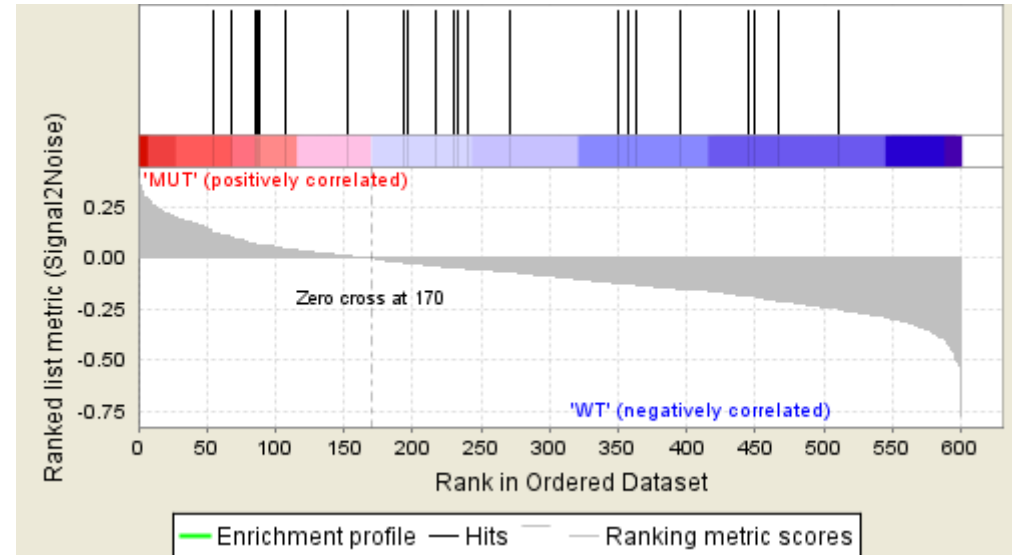 Ranked list metric (Signal2Noise)
'MUT' (positively correlated)
0.25
0.00
-0.25
-0.50
-0.75
Zero cross at 170
'WT' (negatively correlated)
0 50 100 150 200 250 300 350 400 450 500 550 600
Rank in Ordered Dataset
Enrichment profile Hits Ranking metric scores